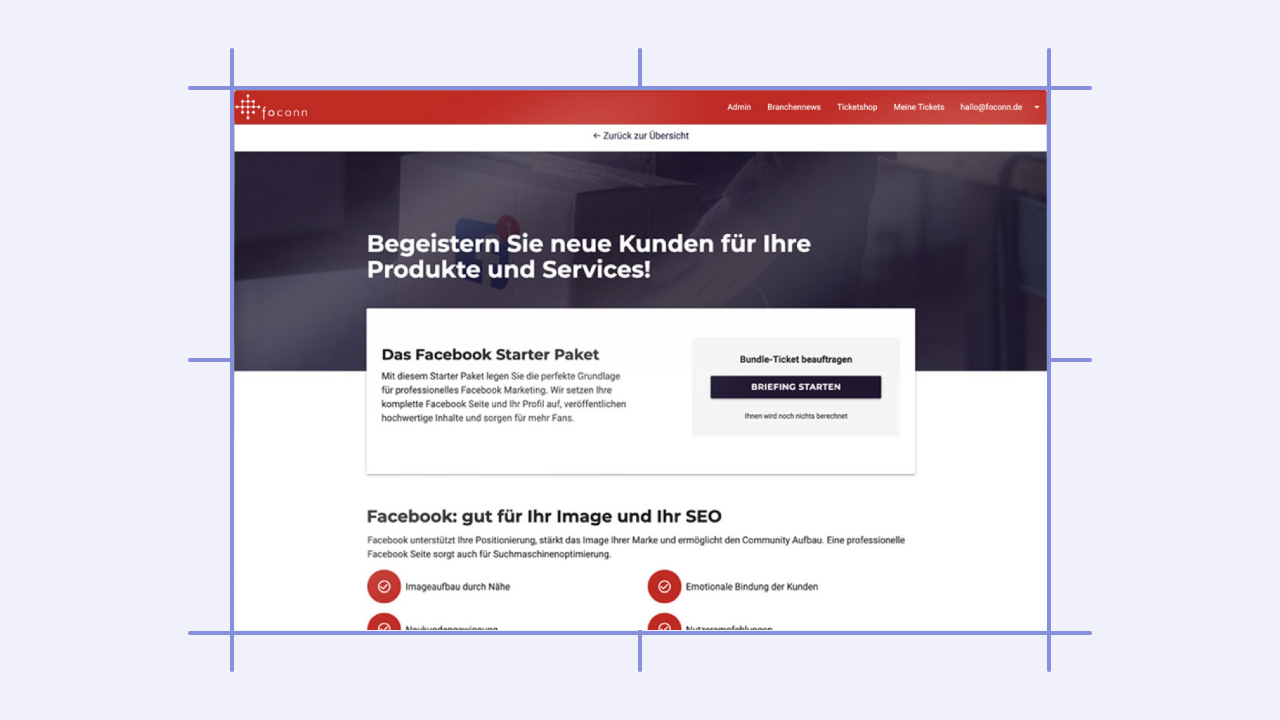 foconn
Admin Branchennews Ticketshop Meine Tickets hallo@foconn.de
← Zurück zur Übersicht
1
Begeistern Sie neue Kunden für Ihre
Produkte und Services!
Das Facebook Starter Paket
Mit diesem Starter Paket legen Sie die perfekte Grundlage
für professionelles Facebook Marketing. Wir setzen Ihre
komplette Facebook Seite und Ihr Profil auf, veröffentlichen
hochwertige Inhalte und sorgen für mehr Fans.
Bundle-Ticket beauftragen
BRIEFING STARTEN
Ihnen wird noch nichts berechnet
Facebook: gut für Ihr Image und Ihr SEO
Facebook unterstützt Ihre Positionierung, stärkt das Image Ihrer Marke und ermöglicht den Community Aufbau. Eine professionelle
Facebook Seite sorgt auch für Suchmaschinenoptimierung.
Imageaufbau durch Nähe
Emotionale Bindung der Kunden
Neukundengewinnung
Nutzerempfehlungen